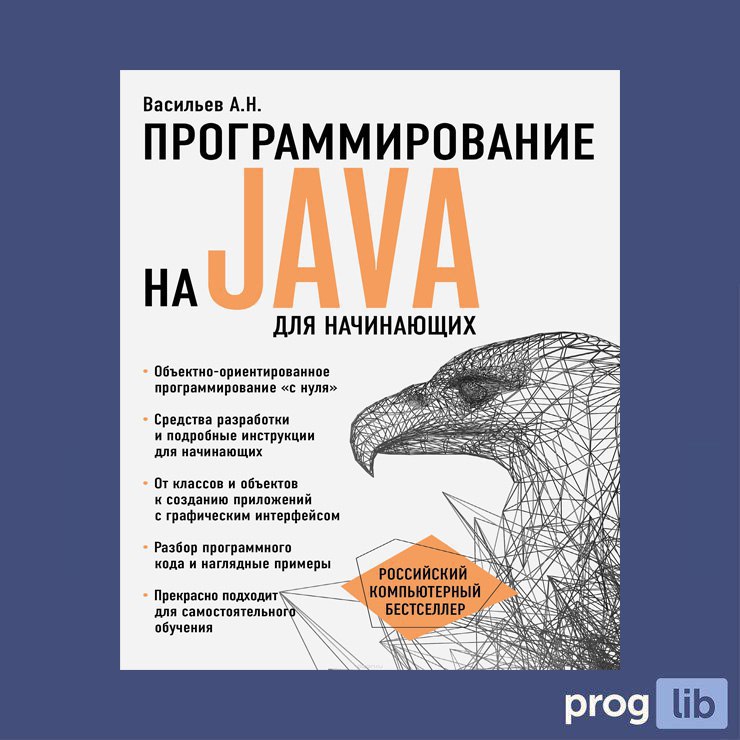 Васильев А.Н.
ПРОГРАММИРОВАНИЕ
НА JAVA
ДЛЯ НАЧИНАЮЩИХ
• Объектно-ориентированное
программирование «с нуля»
• Средства разработки
и подробные инструкции
для начинающих
• От классов и объектов
к созданию приложений
с графическим интерфейсом
• Разбор программного
кода и наглядные примеры
• Прекрасно подходит
для самостоятельного
обучения
РОССИЙСКИЙ
КОМПЬЮТЕРНЫЙ
БЕСТСЕЛЛЕР
prog lib